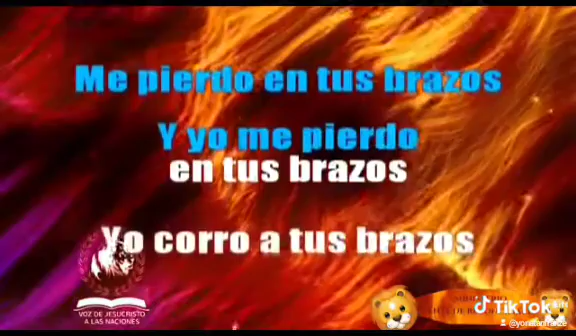 Me pierdo en tus brazos
Y yo me pierdo
en tus brazos
Yo corro a tus brazos
VOZ DE JESUCRISTO
A LAS NACIONES
TikTok